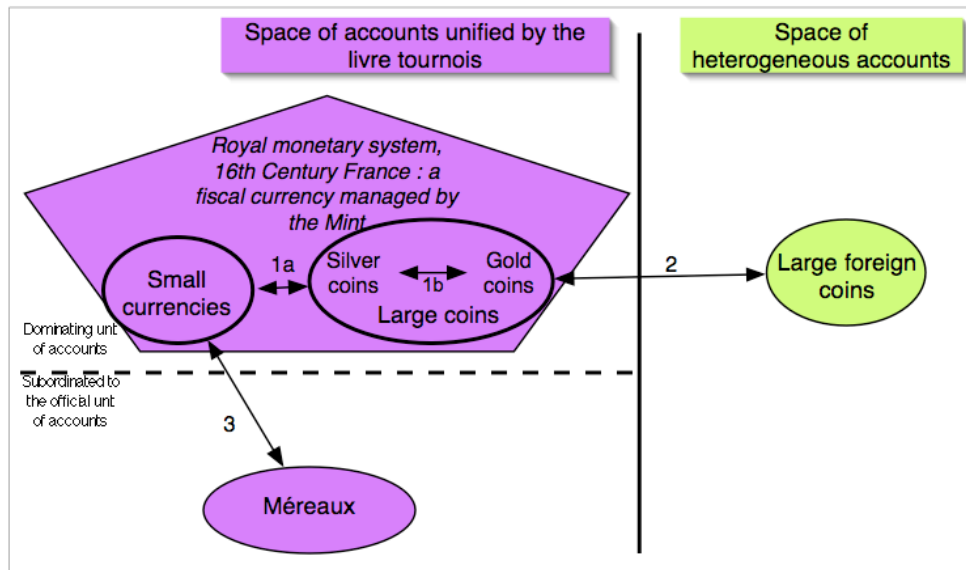 Space of accounts unified by the
livre tournois
Space of
heterogeneous accounts
Royal monetary system,
16th Century France : a
fiscal currency managed by
the Mint
Small
currencies
1a
Silver
coins
1b
Gold
coins
Large coins
2
Large foreign
coins
Dominating unt
of accounts
Subordinated to
the official unt
of accounts
3
Méreaux